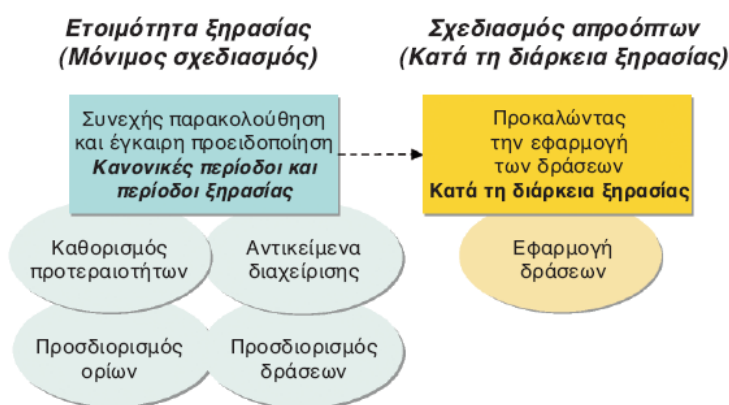 Ετοιμότητα ξηρασίας
(Μόνιμος σχεδιασμός)
Σχεδιασμός απροόπτων
(Κατά τη διάρκεια ξηρασίας)
Συνεχής παρακολούθηση
και έγκαιρη προειδοποίηση
Κανονικές περίοδοι και
περίοδοι ξηρασίας
Προκαλώντας
την εφαρμογή
των δράσεων
Κατά τη διάρκεια ξηρασίας
Καθορισμός
προτεραιοτήτων
Αντικείμενα
διαχείρισης
Εφαρμογή
δράσεων
Προσδιορισμός
ορίων
Προσδιορισμός
δράσεων